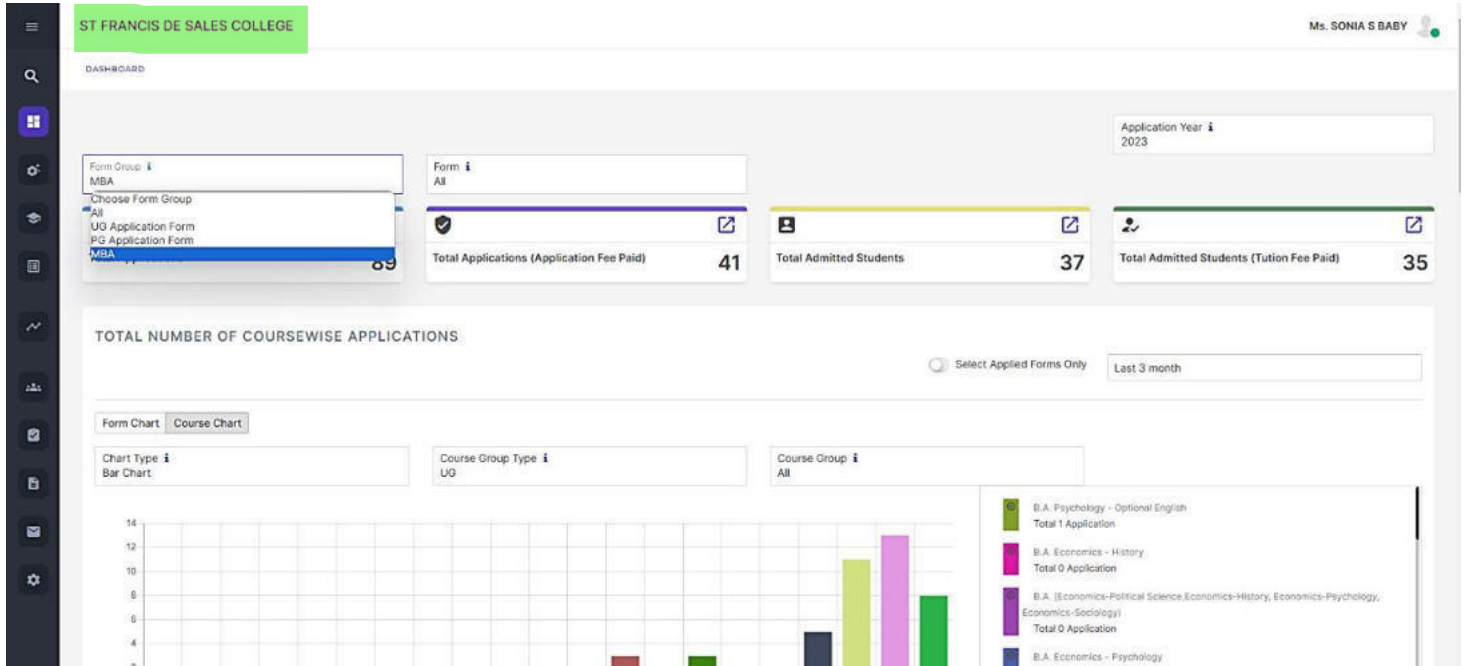 ST FRANCIS DE SALES COLLEGE
Ms. SONIA S BABY
DASHBOARD
Application Year i
2023
Form Group i
MBA
Form i
All
Choose Form Group
All
UG Application Form
PG Application Form
MBA
89
Total Applications (Application Fee Paid)
41
Total Admitted Students
37
Total Admitted Students (Tution Fee Paid)
35
TOTAL NUMBER OF COURSEWISE APPLICATIONS
Select Applied Forms Only
Last 3 month
Form Chart
Course Chart
Chart Type i
Bar Chart
Course Group Type i
UG
Course Group i
All
14
12
10
8
6
4
B.A. Psychology - Optional English
Total 1 Application
B.A. Economics - History
Total 0 Application
B.A. (Economics-Political Science,Economics-History, Economics-Psychology,
Economics-Sociology)
Total 0 Application
B.A. Economics - Psychology